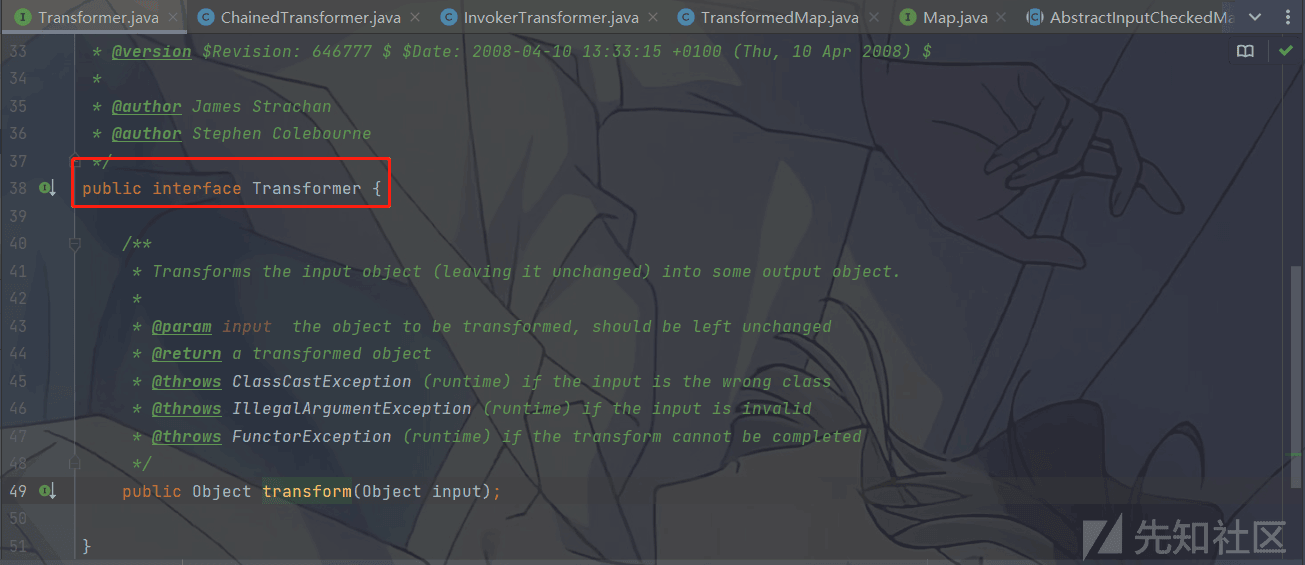 Transformer.java ChainedTransformer.java InvokerTransformer.java TransformedMap.java Map.java AbstractInputCheckedMa
33 * @version $Revision: 646777 $ $Date: 2008-04-10 13:33:15 +0100 (Thu, 10 Apr 2008) $
34 *
35 * @author James Strachan
36 * @author Stephen Colebourne
37 */
38 public interface Transformer {
39
40 /**
41 * Transforms the input object (leaving it unchanged) into some output object.
42 *
43 * @param input  the object to be transformed, should be left unchanged
44 * @return a transformed object
45 * @throws ClassCastException (runtime) if the input is the wrong class
46 * @throws IllegalArgumentException (runtime) if the input is invalid
47 * @throws FunctorException (runtime) if the transform cannot be completed
48 */
49 public Object transform(Object input);
50
51 }
先知社区